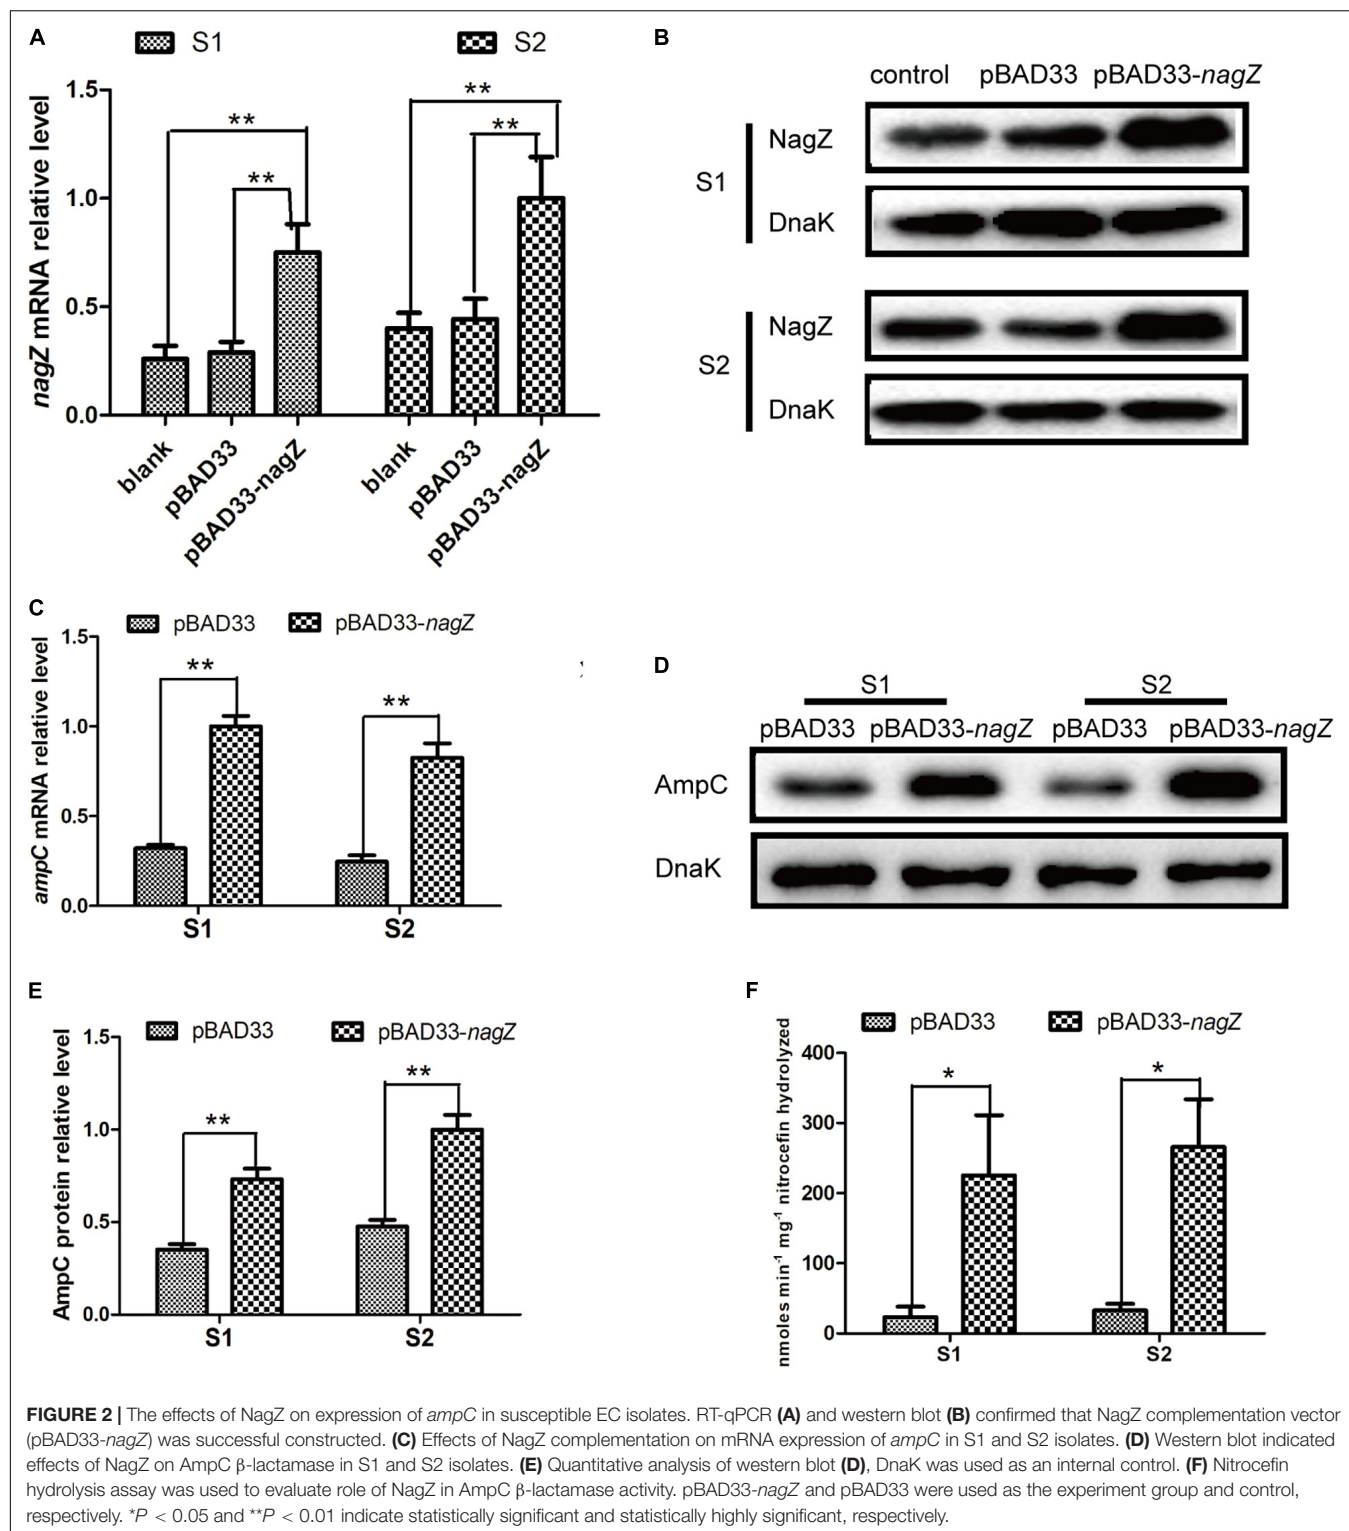 A
S1
S2
nagZ mRNA relative level
1.5
1.0
0.5
0.0
**
**
**
**
blank
pBAD33
pBAD33-nagZ
blank
pBAD33
pBAD33-nagZ
B
control pBAD33 pBAD33-nagZ
S1
NagZ
DnaK
S2
NagZ
DnaK
C
pBAD33
pBAD33-nagZ
ampC mRNA relative level
1.5
1.0
0.5
0.0
**
**
S1
S2
D
S1
S2
pBAD33 pBAD33-nagZ pBAD33 pBAD33-nagZ
AmpC
DnaK
E
pBAD33
pBAD33-nagZ
AmpC protein relative level
1.5
1.0
0.5
0.0
**
**
S1
S2
F
pBAD33
pBAD33-nagZ
nmoles min⁻¹ mg⁻¹ nitrocefin hydrolyzed
400
300
200
100
0
*
*
S1
S2
FIGURE 2 | The effects of NagZ on expression of ampC in susceptible EC isolates. RT-qPCR (A) and western blot (B) confirmed that NagZ complementation vector
(pBAD33-nagZ) was successful constructed. (C) Effects of NagZ complementation on mRNA expression of ampC in S1 and S2 isolates. (D) Western blot indicated
effects of NagZ on AmpC β-lactamase in S1 and S2 isolates. (E) Quantitative analysis of western blot (D), DnaK was used as an internal control. (F) Nitrocefin
hydrolysis assay was used to evaluate role of NagZ in AmpC β-lactamase activity. pBAD33-nagZ and pBAD33 were used as the experiment group and control,
respectively. *P < 0.05 and **P < 0.01 indicate statistically significant and statistically highly significant, respectively.